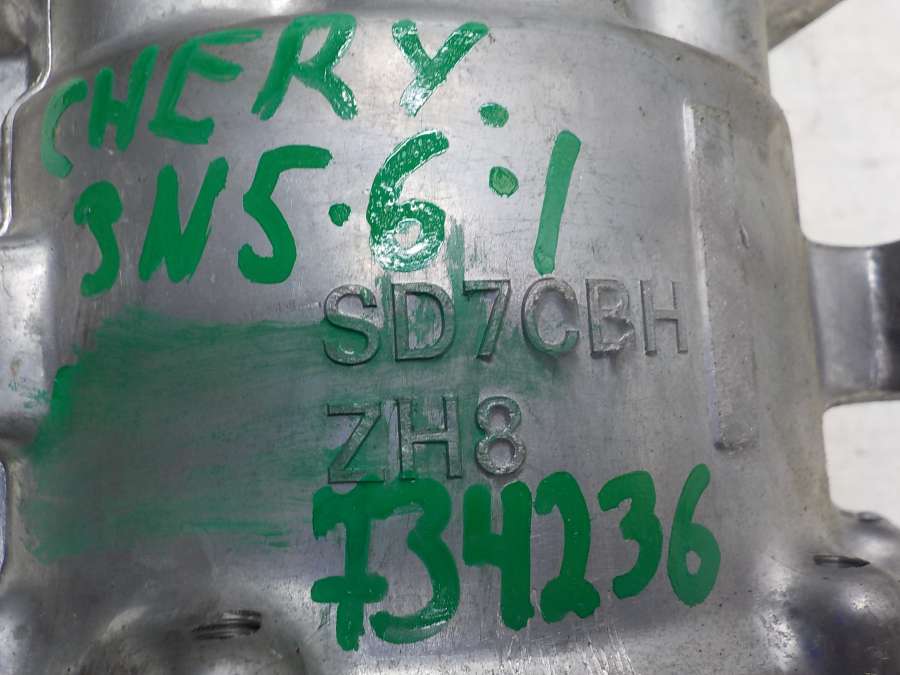 CHERY
3N5.6:1
SD7CBH
ZH8
734236